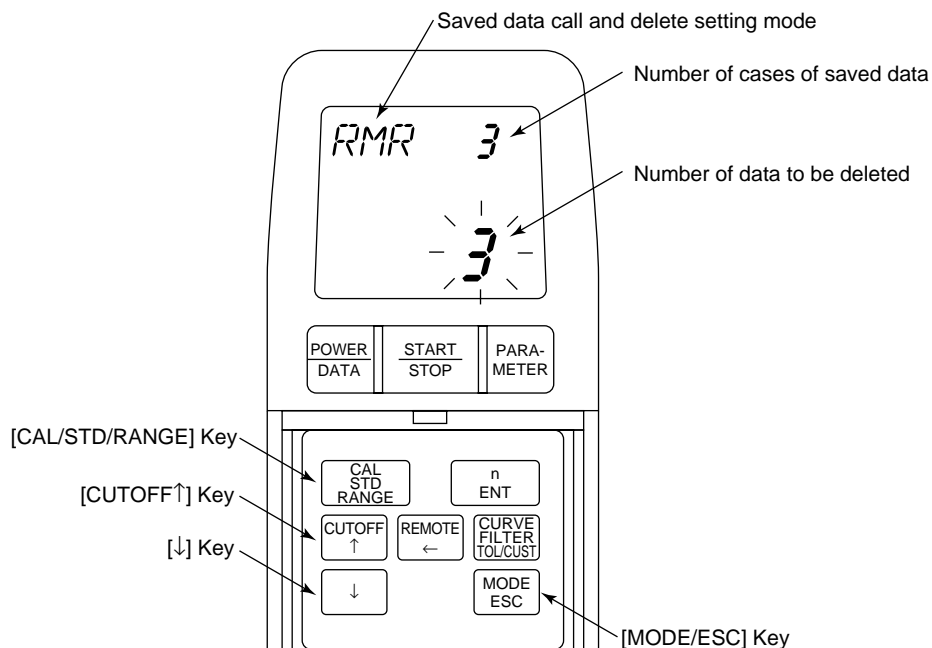 Saved data call and delete setting mode
Number of cases of saved data
RMR 3
Number of data to be deleted
3
POWER
DATA
START
STOP
PARA-
METER
[CAL/STD/RANGE] Key
CAL
STD
RANGE
n
ENT
[CUTOFF↑] Key
CUTOFF
↑
REMOTE
←
CURVE
FILTER
TOL/CUST
[↓] Key
↓
MODE
ESC
[MODE/ESC] Key